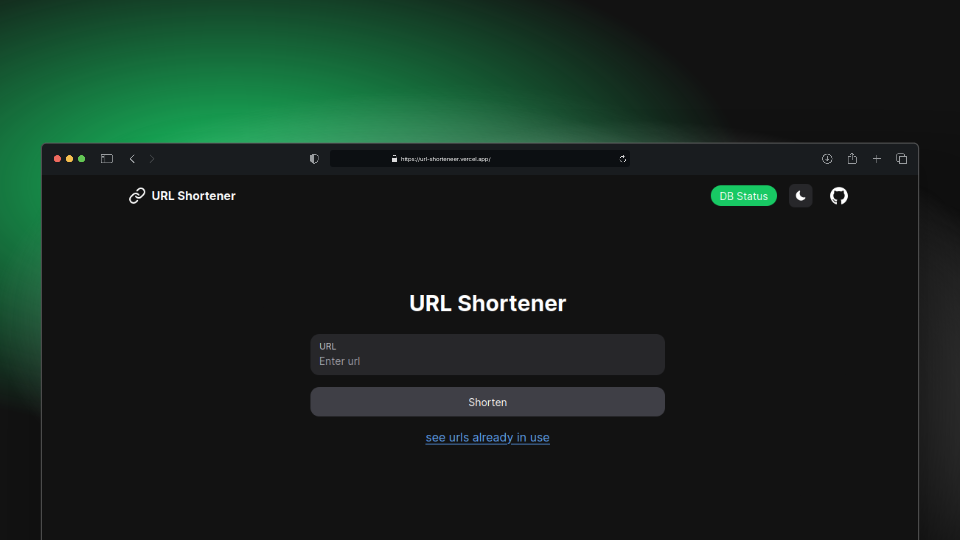 https://url-shorteneer.vercel.app/
URL Shortener
DB Status
URL Shortener
URL
Enter url
Shorten
see urls already in use